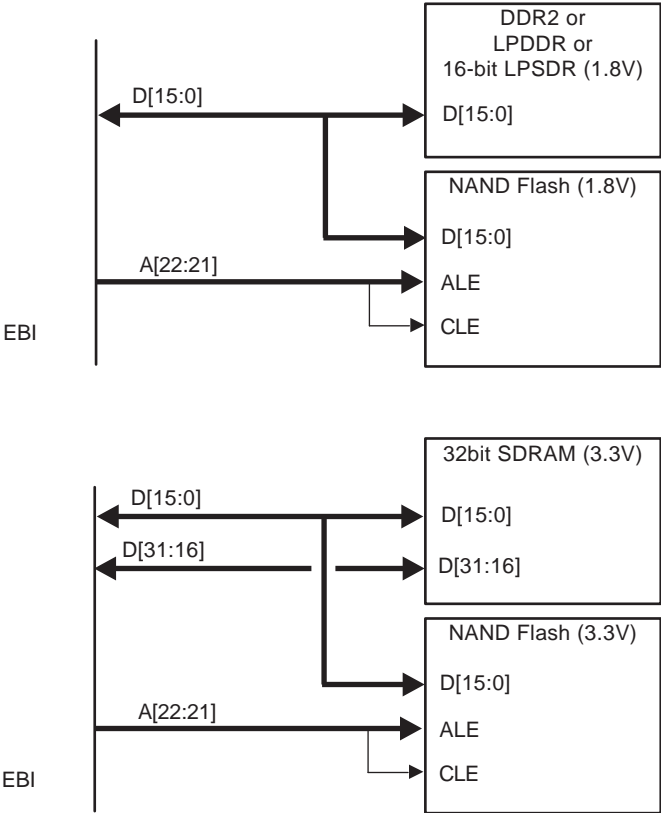 DDR2 or
LPDDR or
16-bit LPSDR (1.8V)
D[15:0]
D[15:0]
NAND Flash (1.8V)
D[15:0]
A[22:21]
ALE
CLE
EBI
32bit SDRAM (3.3V)
D[15:0]
D[15:0]
D[31:16]
D[31:16]
NAND Flash (3.3V)
D[15:0]
A[22:21]
ALE
CLE
EBI